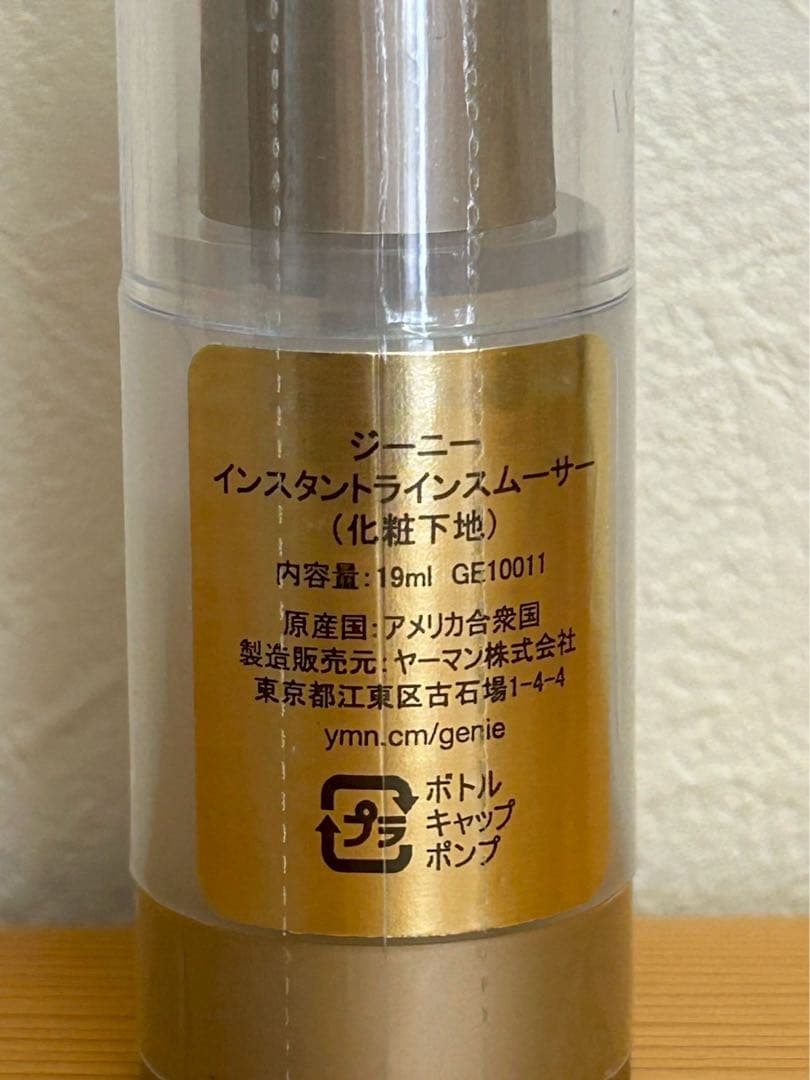 ジーニー
インスタントラインスムーサー
（化粧下地）
内容量：19ml GE10011
原産国：アメリカ合衆国
製造販売元：ヤーマン株式会社
東京都江東区古石場1-4-4
ymn.cm/genie
プラ
ボトル
キャップ
ポンプ